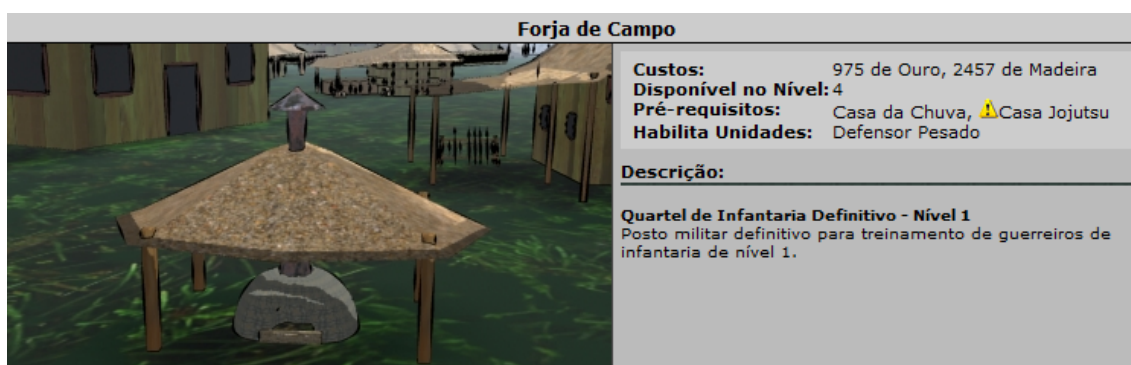 Forja de Campo
Custos: 975 de Ouro, 2457 de Madeira
Disponível no Nível: 4
Pré-requisitos: Casa da Chuva, Casa Jojutsu
Habilita Unidades: Defensor Pesado
Descrição:
Quartel de Infantaria Definitivo - Nível 1
Posto militar definitivo para treinamento de guerreiros de
infantaria de nível 1.